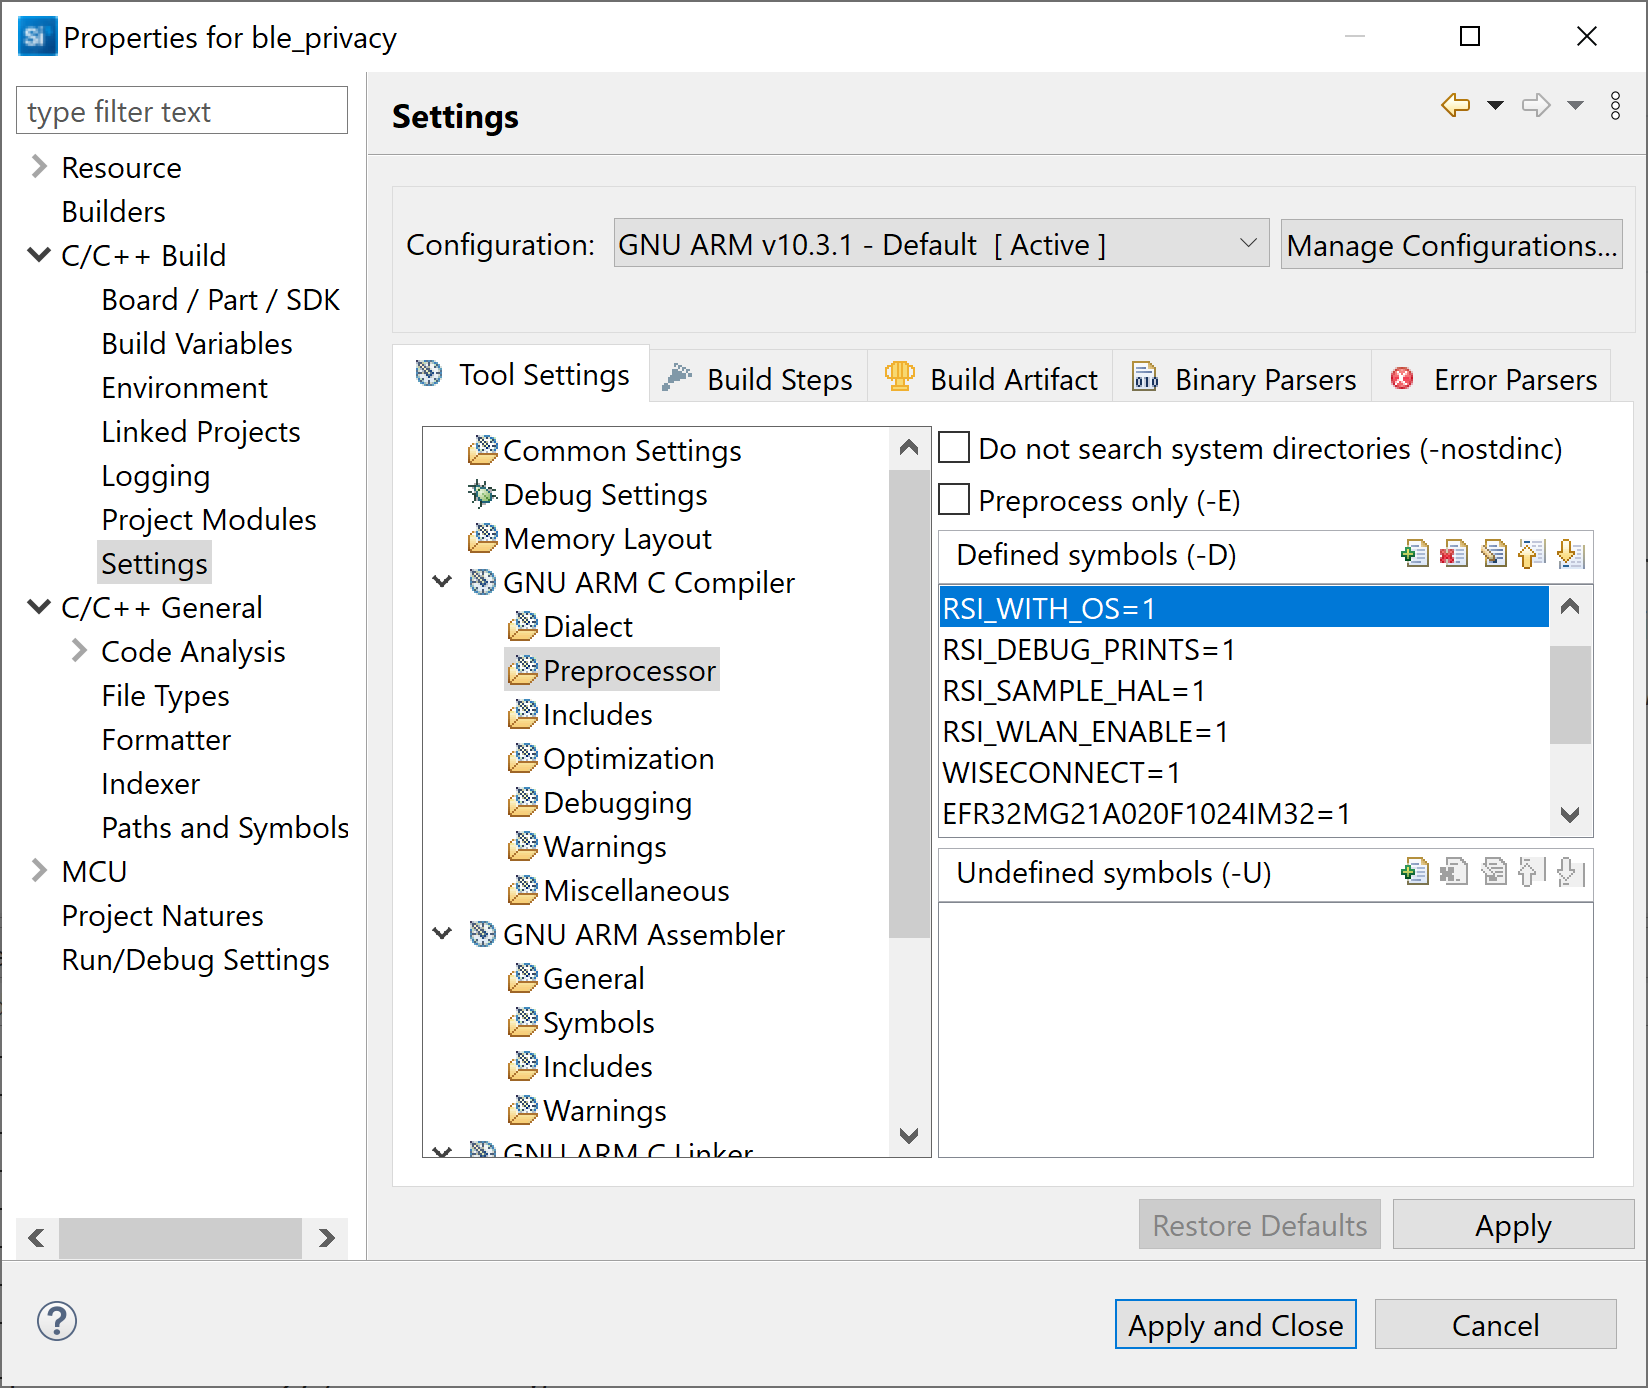 Si
Properties for ble_privacy
type filter text
Resource
Builders
C/C++ Build
Board / Part / SDK
Build Variables
Environment
Linked Projects
Logging
Project Modules
Settings
C/C++ General
Code Analysis
File Types
Formatter
Indexer
Paths and Symbols
MCU
Project Natures
Run/Debug Settings
Settings
Configuration: GNU ARM v10.3.1 - Default [ Active ] Manage Configurations...
Tool Settings Build Steps Build Artifact 010 Binary Parsers Error Parsers
Common Settings
Debug Settings
Memory Layout
GNU ARM C Compiler
Dialect
Preprocessor
Includes
Optimization
Debugging
Warnings
Miscellaneous
GNU ARM Assembler
General
Symbols
Includes
Warnings
GNU ARM C Linker
Do not search system directories (-nostdinc)
Preprocess only (-E)
Defined symbols (-D)
RSI_WITH_OS=1
RSI_DEBUG_PRINTS=1
RSI_SAMPLE_HAL=1
RSI_WLAN_ENABLE=1
WISECONNECT=1
EFR32MG21A020F1024IM32=1
Undefined symbols (-U)
Restore Defaults Apply
? Apply and Close Cancel